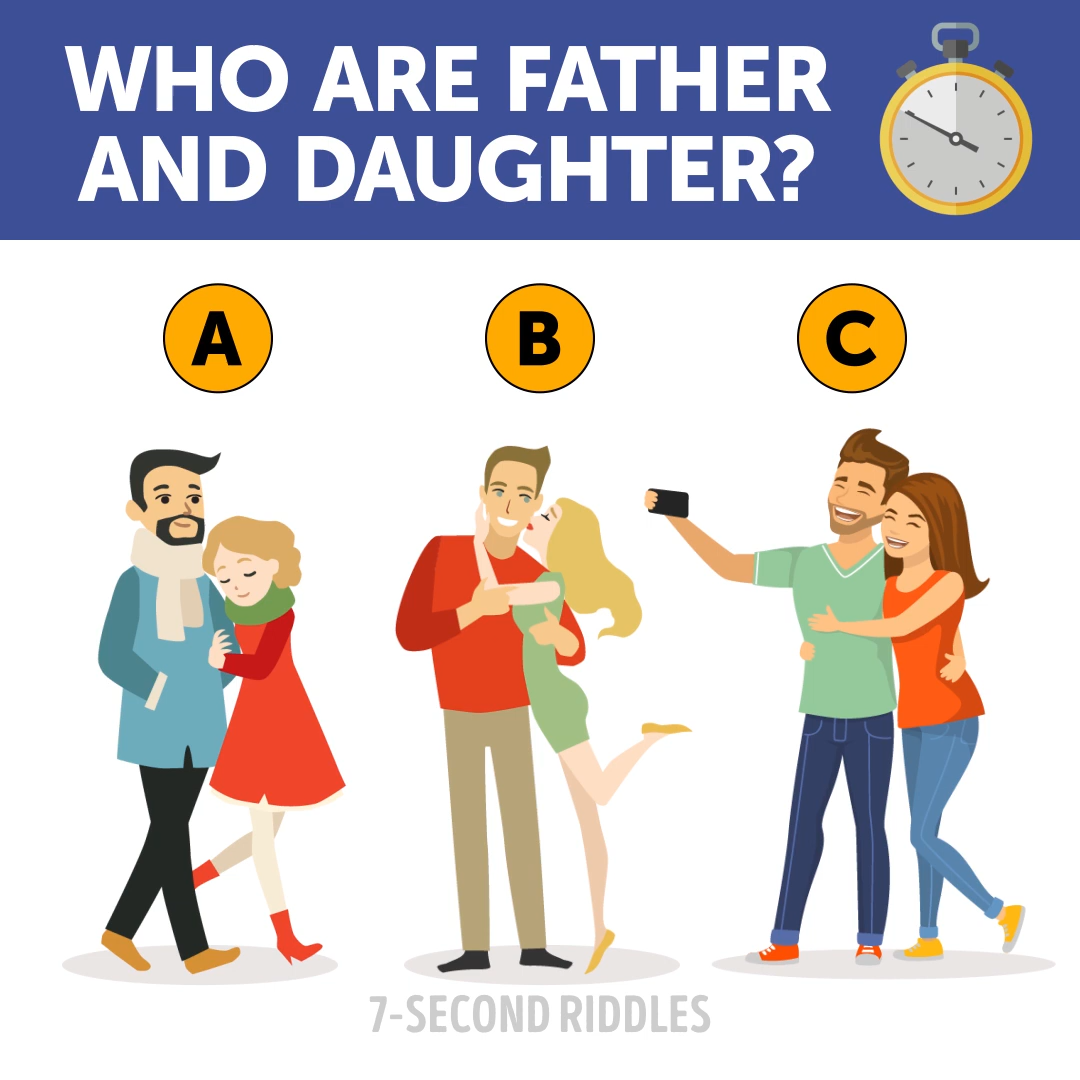 WHO ARE FATHER
AND DAUGHTER?
A
B
C
7-SECOND RIDDLES